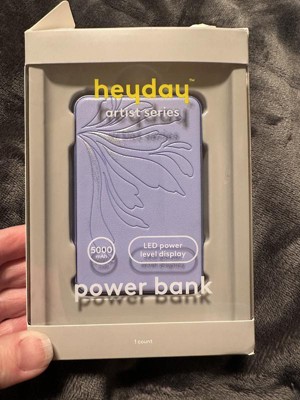 heyday™
artist series
5000
mAh
LED power
level display
power bank
1 count